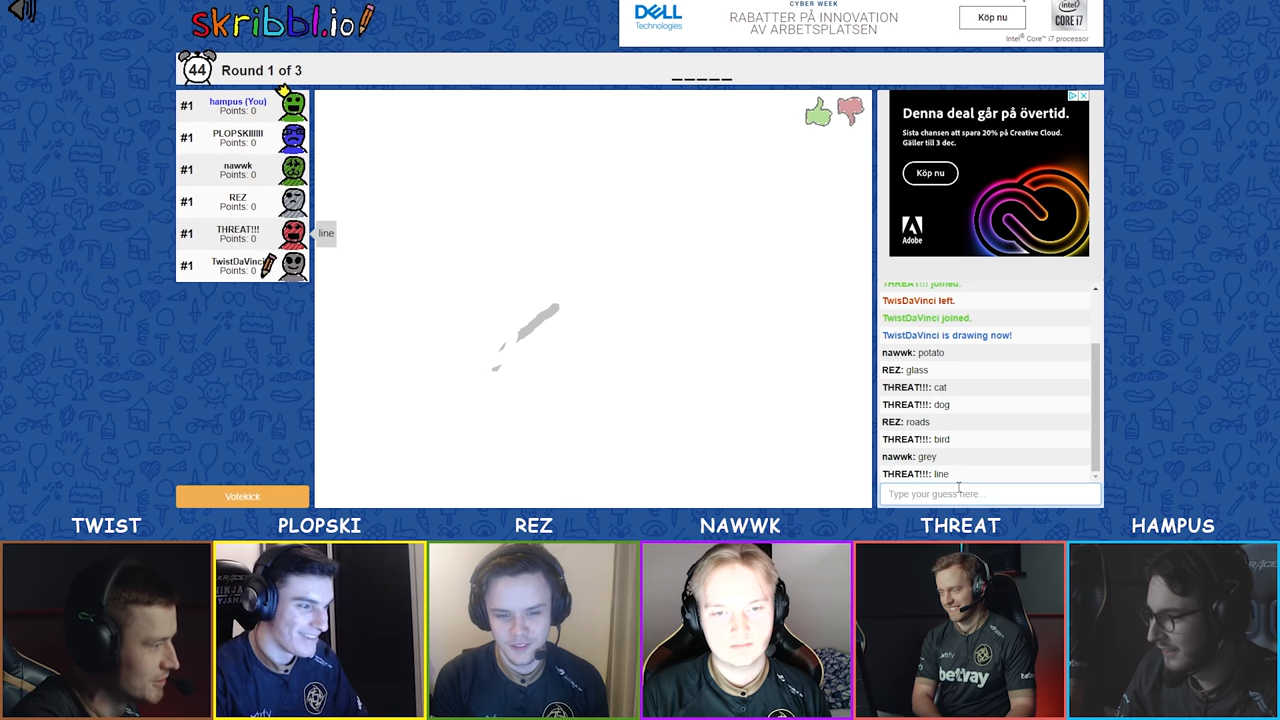 skribbl.io!
DELL
Technologies
CYBER WEEK
RABATTER PÅ INNOVATION
AV ARBETSPLATSEN
Köp nu
intel
CORE i7
Intel® Core™ i7 processor
44
Round 1 of 3
_____
#1
hampus (You)
Points: 0
#1
PLOPSKIIIIII
Points: 0
#1
nawwk
Points: 0
#1
REZ
Points: 0
#1
THREAT!!!
Points: 0
line
#1
TwistDaVinci
Points: 0
Votekick
Denna deal går på övertid.
Sista chansen att spara 20% på Creative Cloud.
Gäller till 3 dec.
Köp nu
Adobe
THREAT!!! joined.
TwisDaVinci left.
TwistDaVinci joined.
TwistDaVinci is drawing now!
nawwk: potato
REZ: glass
THREAT!!!: cat
THREAT!!!: dog
REZ: roads
THREAT!!!: bird
nawwk: grey
THREAT!!!: line
Type your guess here...
TWIST
PLOPSKI
REZ
NAWWK
THREAT
HAMPUS
betway